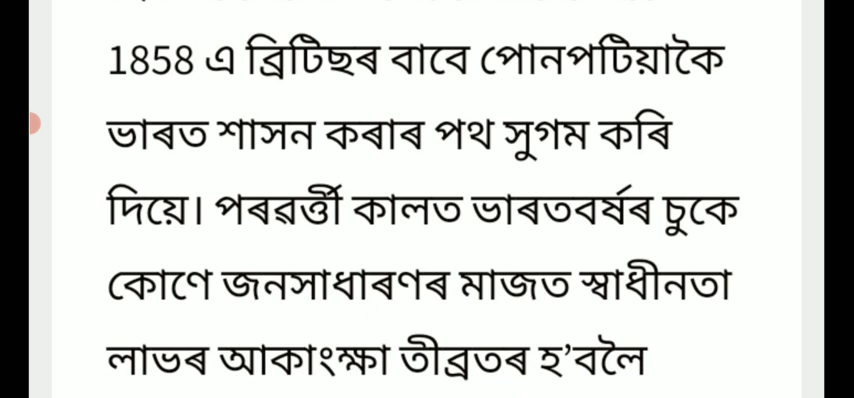 1858 এ ব্ৰিটিছৰ বাবে পোনপটিয়াকৈ
ভাৰত শাসন কৰাৰ পথ সুগম কৰি
দিয়ে। পৰৱৰ্ত্তী কালত ভাৰতবৰ্ষৰ চুকে
কোণে জনসাধাৰণৰ মাজত স্বাধীনতা
লাভৰ আকাংক্ষা তীব্ৰতৰ হ’বলৈ